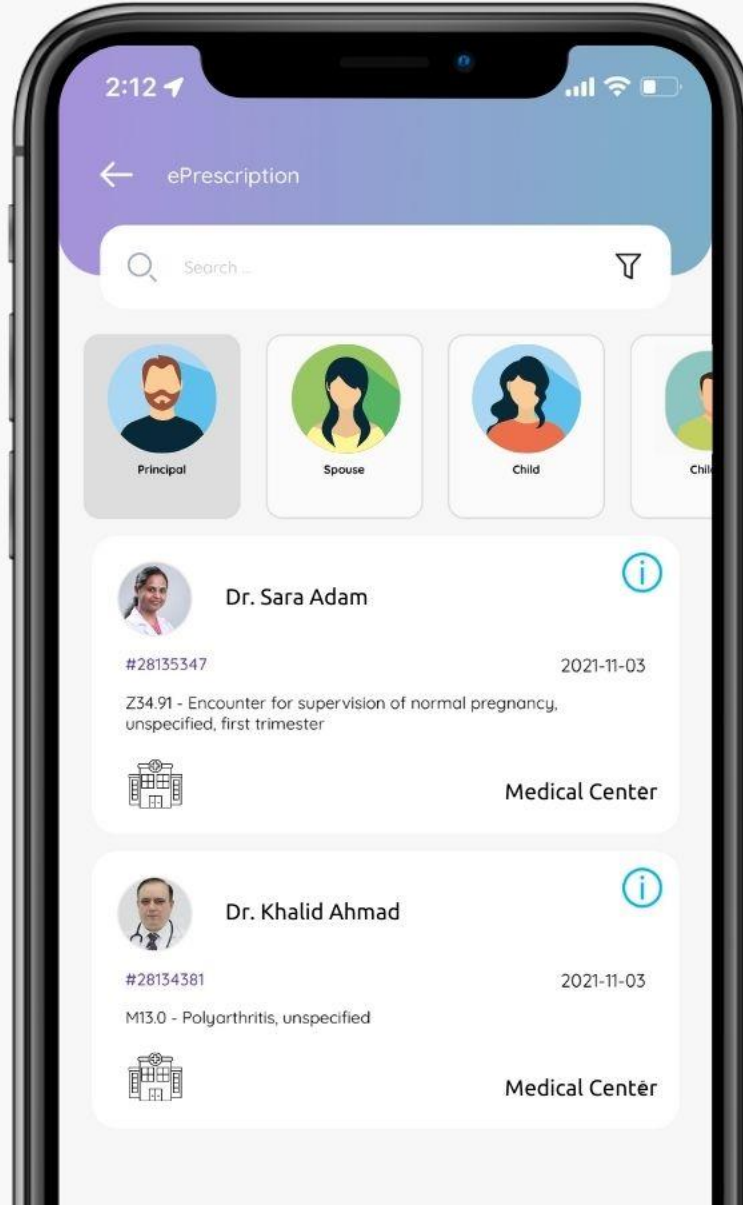 2:12
ePrescription
Search ...
Principal
Spouse
Child
Dr. Sara Adam
#28135347
2021-11-03
Z34.91 - Encounter for supervision of normal pregnancy,
unspecified, first trimester
Medical Center
Dr. Khalid Ahmad
#28134381
2021-11-03
M13.0 - Polyarthritis, unspecified
Medical Center